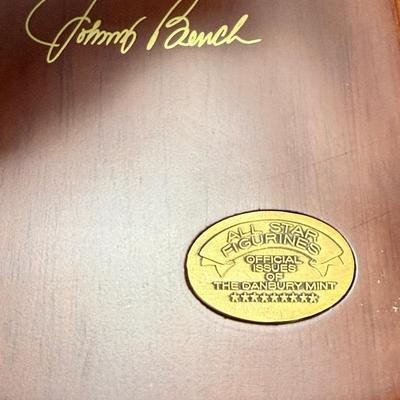 Johnny Bench
ALL STAR
FIGURINES
OFFICIAL
ISSUES
OF
THE DANBURY MINT